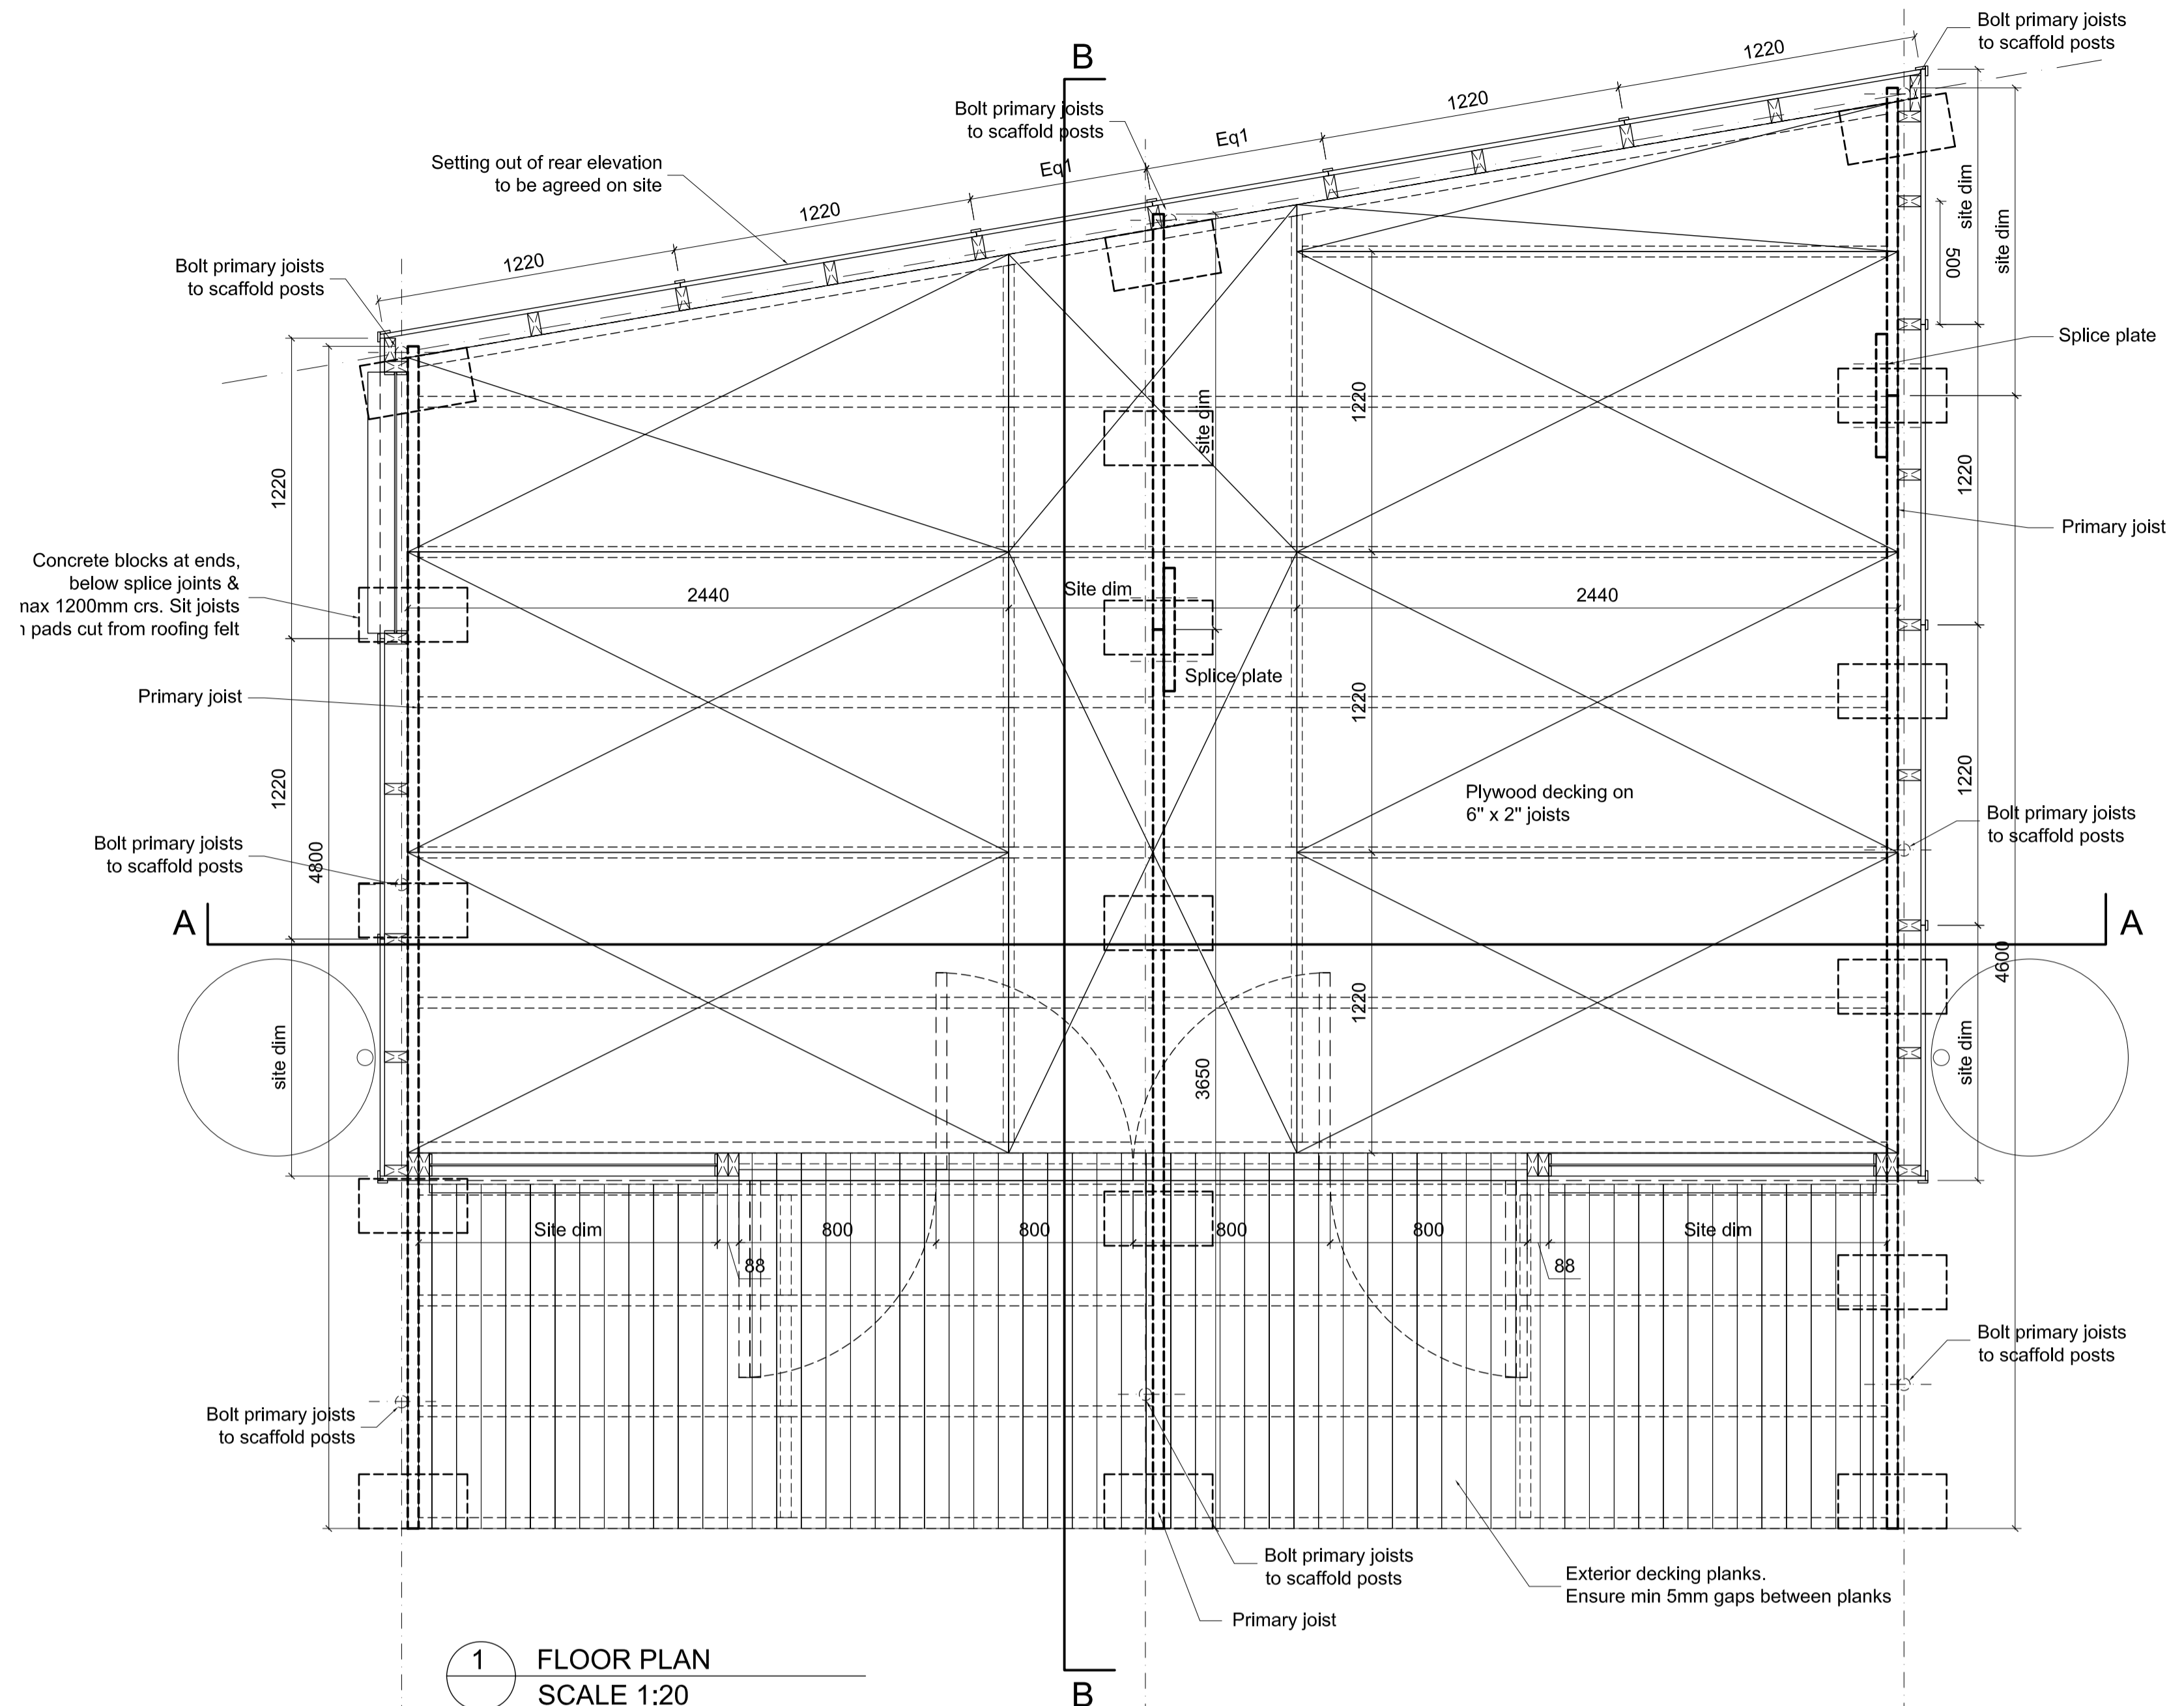 Bolt primary joists
to scaffold posts
B
1220
Bolt primary joists
to scaffold posts
1220
Eq1
Eq1
Setting out of rear elevation
to be agreed on site
1220
1220
Bolt primary joists
to scaffold posts
site dim
site dim
500
Splice plate
1220
site dim
1220
1220
Primary joist
Concrete blocks at ends,
below splice joints &
max 1200mm crs. Sit joists
pads cut from roofing felt
2440
Site dim
2440
Splice plate
Primary joist
1220
1220
1220
Plywood decking on
6" x 2" joists
Bolt primary joists
to scaffold posts
Bolt primary joists
to scaffold posts
4800
A
A
4600
1220
site dim
3650
site dim
Site dim
800
800
800
800
Site dim
88
88
Bolt primary joists
to scaffold posts
Bolt primary joists
to scaffold posts
Bolt primary joists
to scaffold posts
Exterior decking planks.
Ensure min 5mm gaps between planks
Primary joist
1
FLOOR PLAN
SCALE 1:20
B